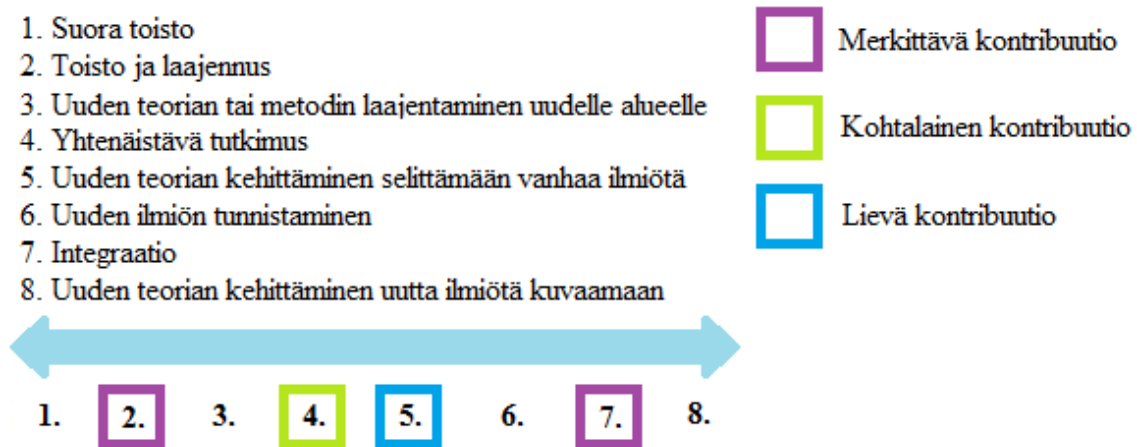 1. Suora toisto
2. Toisto ja laajennus
3. Uuden teorian tai metodin laajentaminen uudelle alueelle
4. Yhtenäistävä tutkimus
5. Uuden teorian kehittäminen selittämään vanhaa ilmiötä
6. Uuden ilmiön tunnistaminen
7. Integraatio
8. Uuden teorian kehittäminen uutta ilmiötä kuvaamaan
Merkittävä kontribuutio
Kohtalainen kontribuutio
Lievä kontribuutio
1. 2. 3. 4. 5. 6. 7. 8.